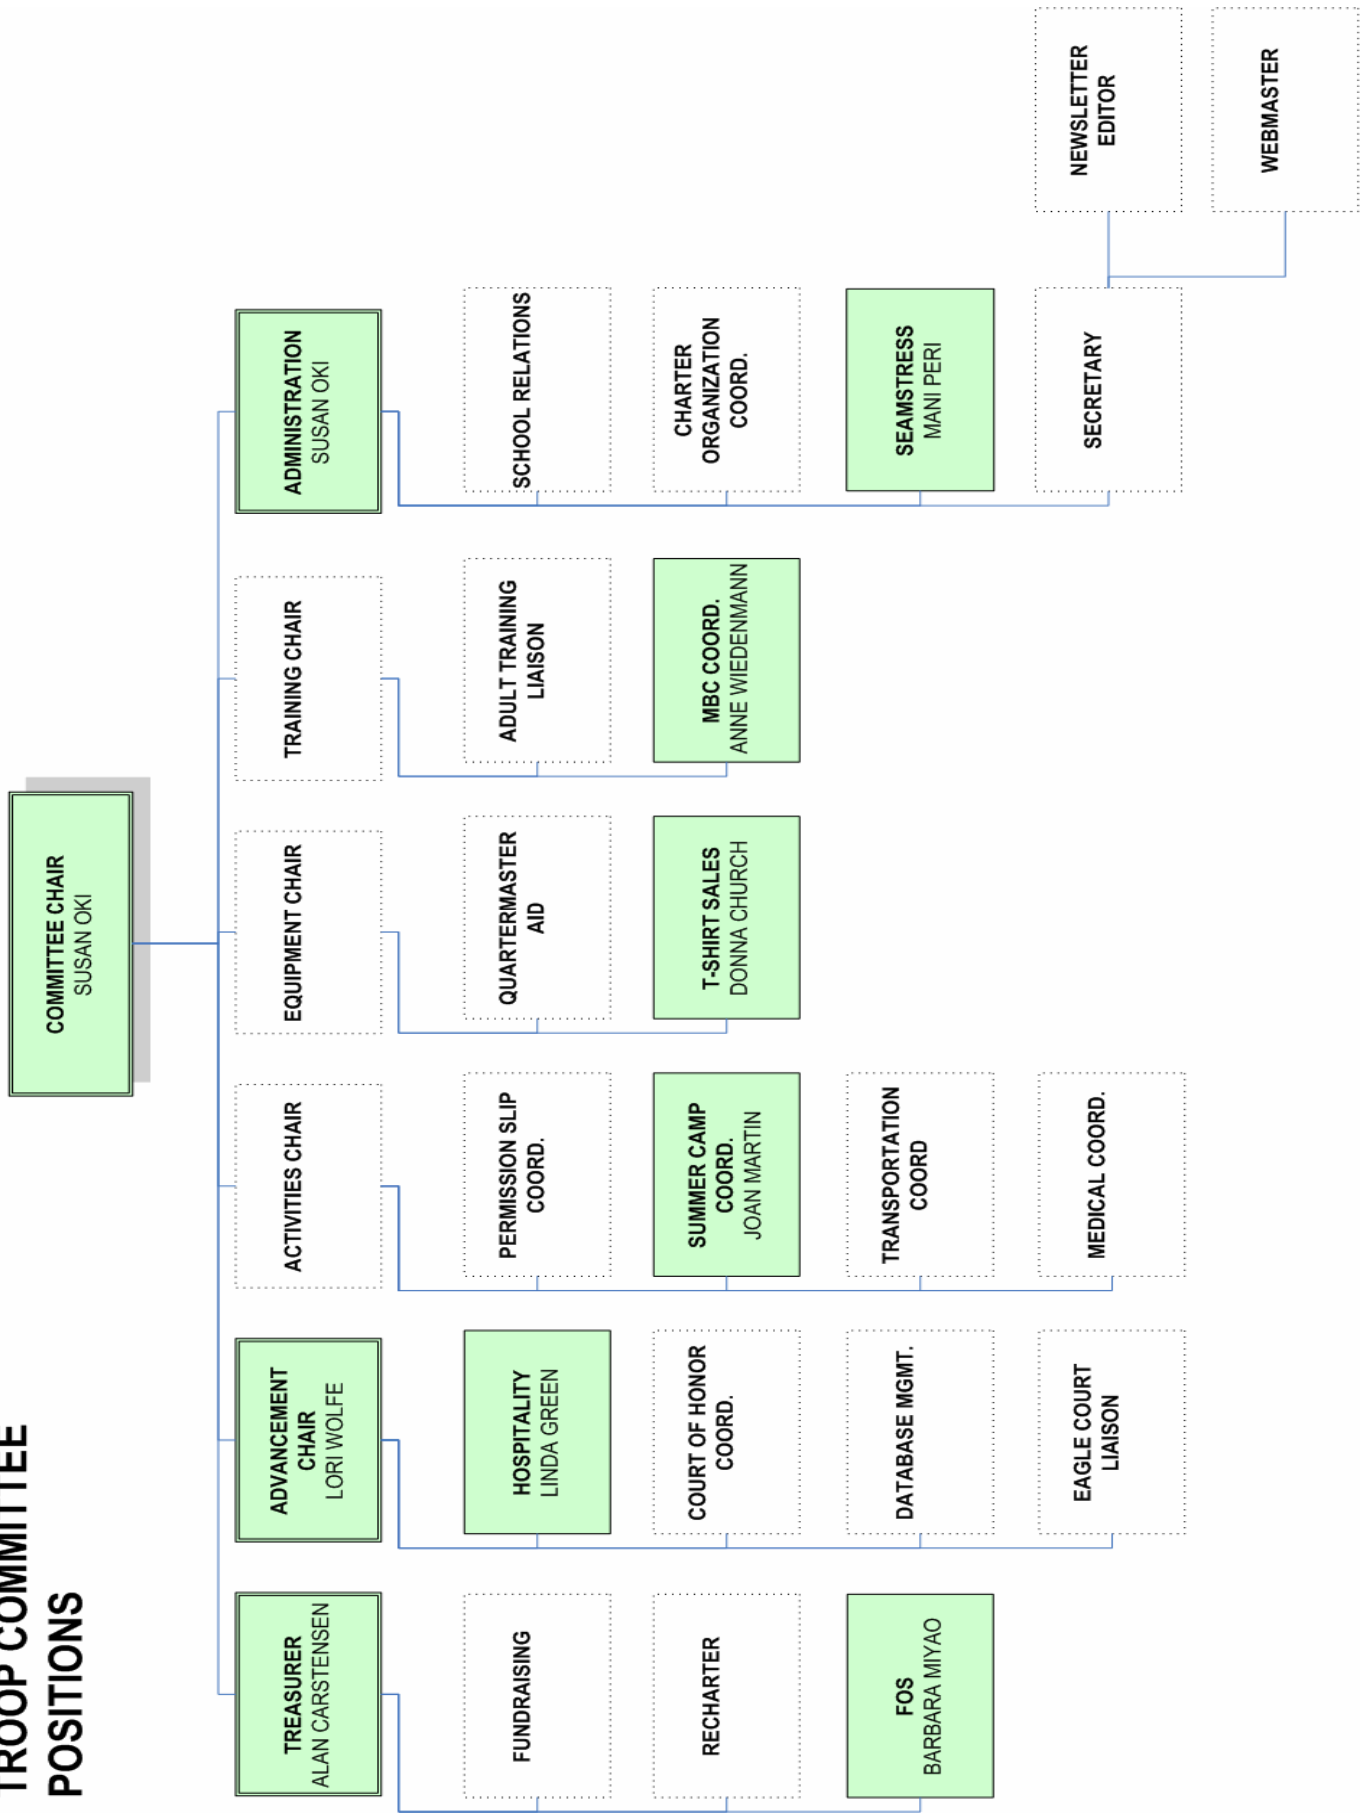 TROOP COMMITTEE
POSITIONS
COMMITTEE CHAIR
SUSAN OKI
TREASURER
ALAN CARSTENSEN
ADVANCEMENT
CHAIR
LORI WOLFE
ACTIVITIES CHAIR
EQUIPMENT CHAIR
TRAINING CHAIR
ADMINISTRATION
SUSAN OKI
FUNDRAISING
HOSPITALITY
LINDA GREEN
PERMISSION SLIP
COORD.
QUARTERMASTER
AID
ADULT TRAINING
LIAISON
SCHOOL RELATIONS
RECHARTER
COURT OF HONOR
COORD.
SUMMER CAMP
COORD.
JOAN MARTIN
T-SHIRT SALES
DONNA CHURCH
MBC COORD.
ANNE WIEDENMANN
CHARTER
ORGANIZATION
COORD.
FOS
BARBARA MIYAO
DATABASE MGMT.
TRANSPORTATION
COORD
SEAMSTRESS
MANI PERI
EAGLE COURT
LIAISON
MEDICAL COORD.
SECRETARY
NEWSLETTER
EDITOR
WEBMASTER